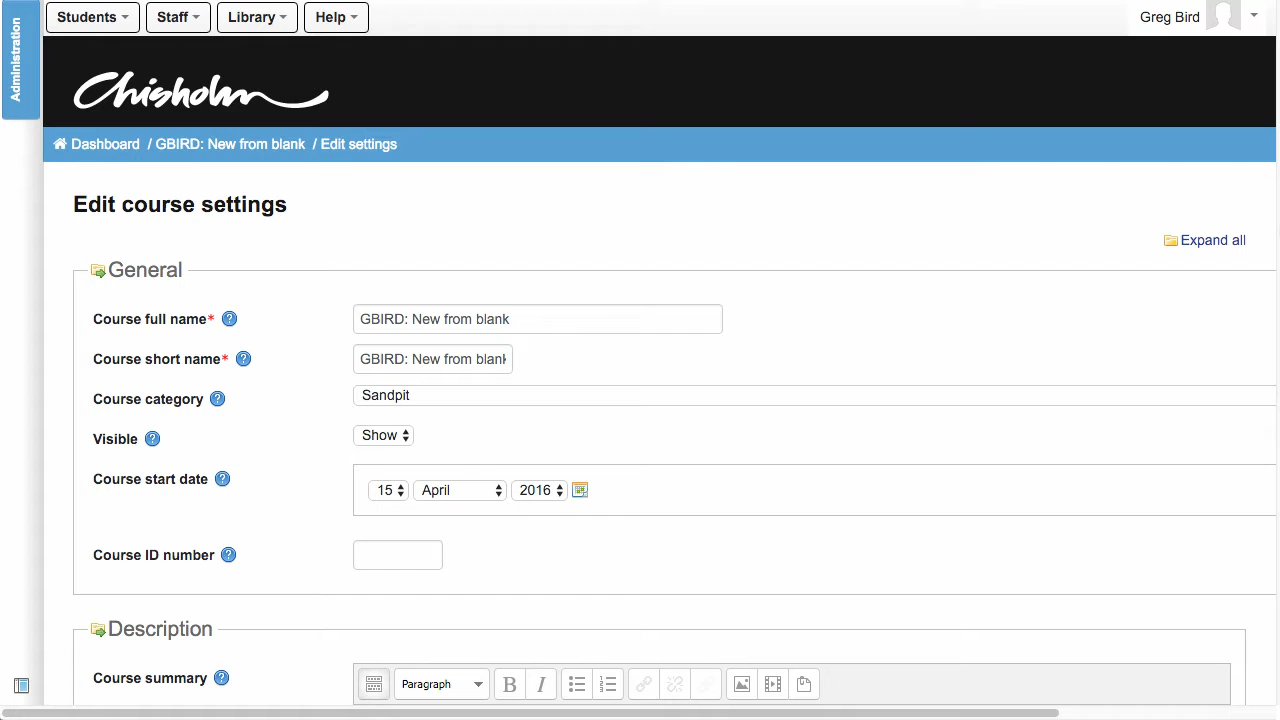 Administration
Students Staff Library Help
Greg Bird
Chisholm
Dashboard / GBIRD: New from blank / Edit settings
Edit course settings
Expand all
General
Course full name* GBIRD: New from blank
Course short name* GBIRD: New from blank
Course category Sandpit
Visible Show
Course start date 15 April 2016
Course ID number
Description
Course summary Paragraph B I